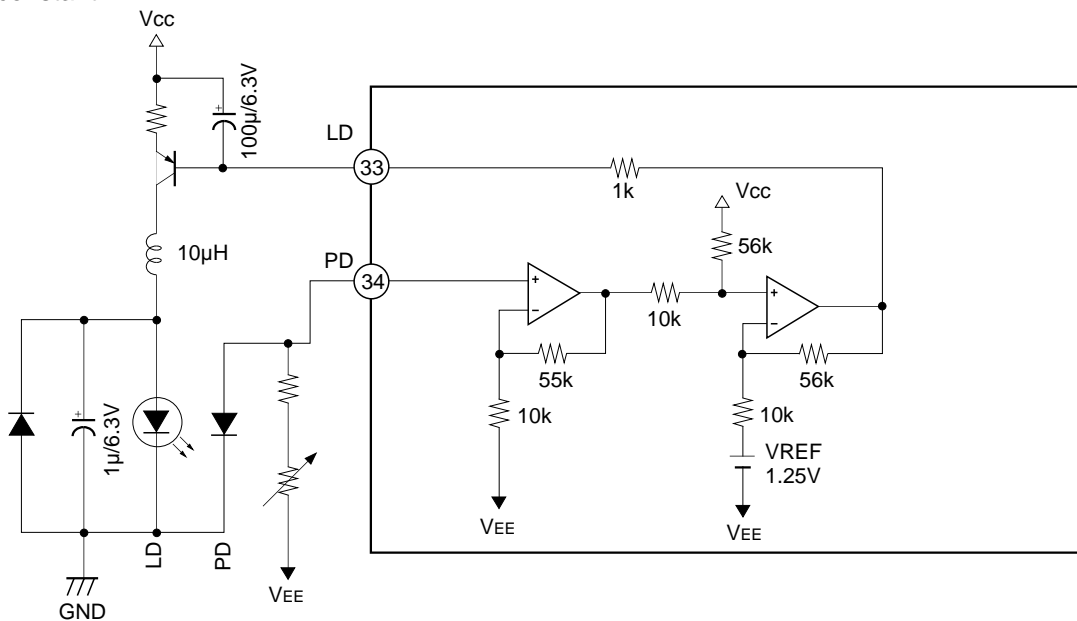 Vcc
100µ/6.3V
LD
33
1k
Vcc
10µH
PD
34
56k
10k
55k
56k
10k
10k
1µ/6.3V
VREF
1.25V
VEE
VEE
LD
PD
VEE
GND